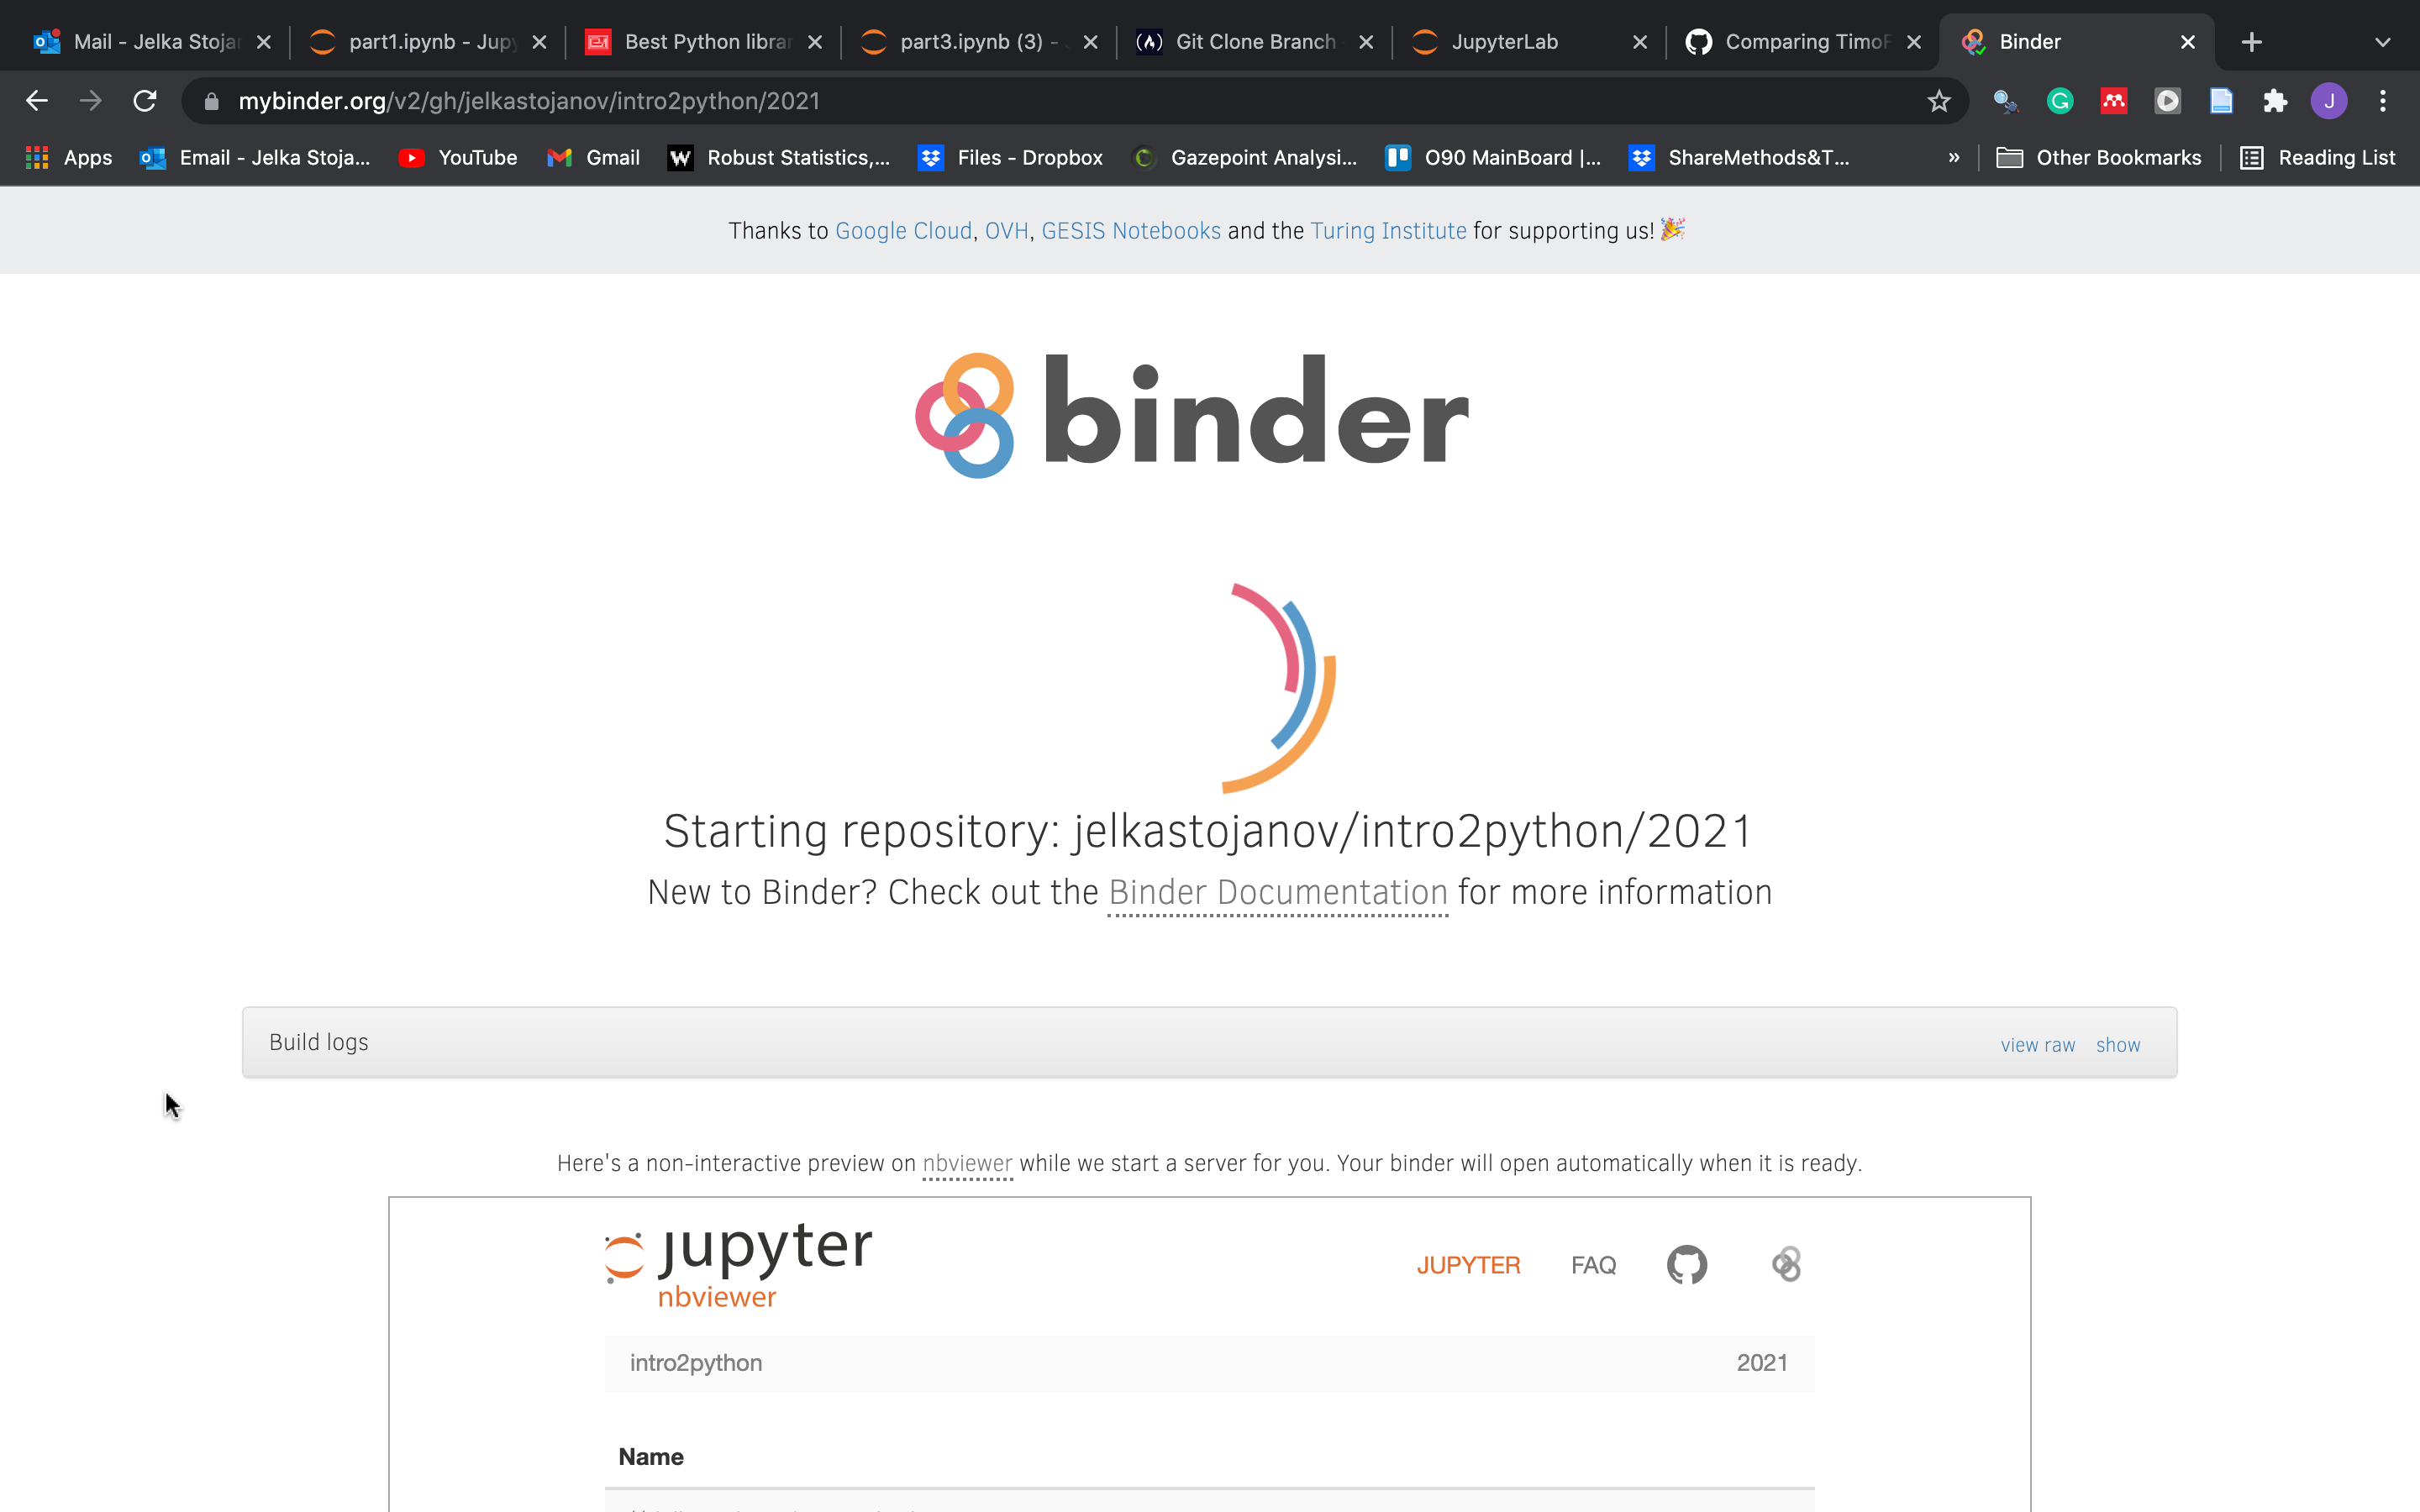 Mail - Jelka Stojar
part1.ipynb - Jupy
Best Python librar
part3.ipynb (3) -
Git Clone Branch
JupyterLab
Comparing TimoF
Binder
mybinder.org/v2/gh/jelkastojanov/intro2python/2021
J
Apps
Email - Jelka Stoja...
YouTube
Gmail
Robust Statistics,...
Files - Dropbox
Gazepoint Analysi...
O90 MainBoard |...
ShareMethods&T...
»
Other Bookmarks
Reading List
Thanks to Google Cloud, OVH, GESIS Notebooks and the Turing Institute for supporting us! 🎉
binder
Starting repository: jelkastojanov/intro2python/2021
New to Binder? Check out the Binder Documentation for more information
Build logs
view raw show
Here's a non-interactive preview on nbviewer while we start a server for you. Your binder will open automatically when it is ready.
jupyter
nbviewer
JUPYTER FAQ
intro2python
2021
Name